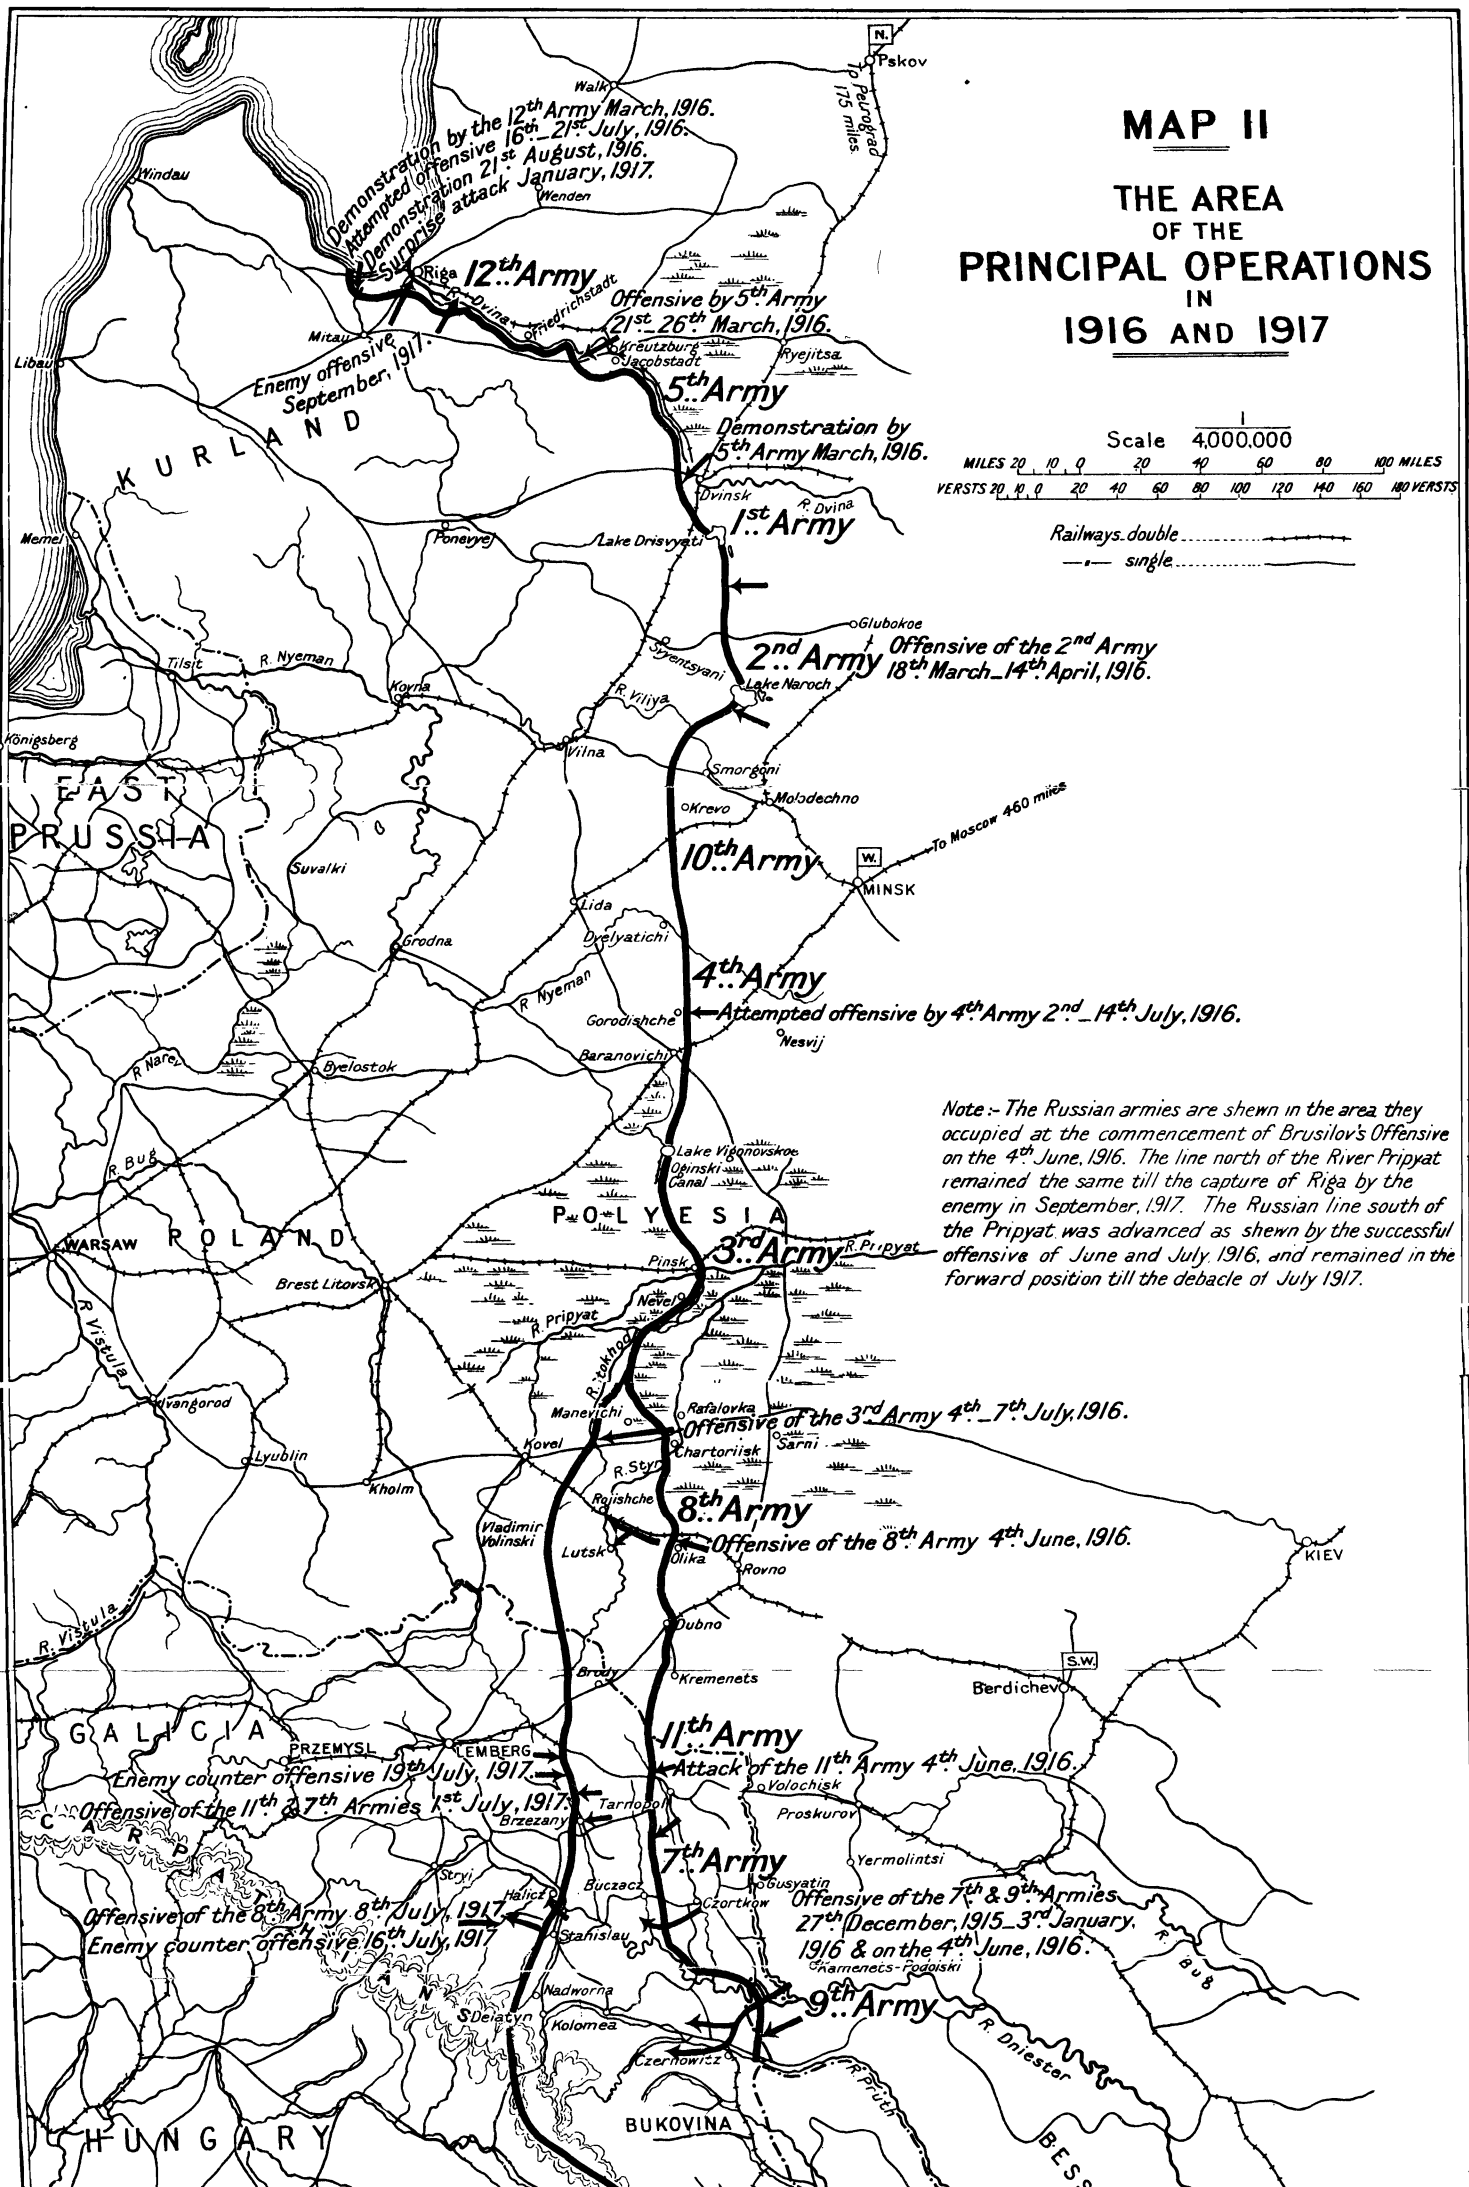 MAP II
THE AREA
OF THE
PRINCIPAL OPERATIONS
IN
1916 AND 1917
Scale 1
4,000,000
MILES 20 10 0 20 40 60 80 100 MILES
VERSTS 20 10 0 20 40 60 80 100 120 140 160 180 VERSTS
Railways double
—"— single
N.
Pskov
To Petrograd
175 miles.
Walk
Demonstration by the 12th Army March, 1916.
Attempted offensive 16th_21st July, 1916.
Demonstration 21st August, 1916.
Surprise attack January, 1917.
Windau
Wenden
Riga
12th Army
R. Dvina
Friedrichstadt
Offensive by 5th Army
21st_26th March, 1916.
Mitau
Kreutzburg
Jacobstadt
Ryejitsa
Libau
Enemy offensive
September, 1917.
5th Army
KURLAND
Demonstration by
5th Army March, 1916.
Dvinsk
R. Dvina
1st Army
Memel
Ponevyej
Lake Drisvyati
Glubokoe
Svyentsyani
2nd Army
Offensive of the 2nd Army
18th March_14th April, 1916.
Tilsit
R. Nyeman
Kovna
R. Viliya
Lake Naroch
Königsberg
Vilna
Smorgoni
EAST
PRUSSIA
Krevo
Molodechno
To Moscow 460 miles
10th Army
W.
MINSK
Suvalki
Lida
Dyelyatichi
Grodna
4th Army
R Nyeman
Gorodishche
Attempted offensive by 4th Army 2nd_14th July, 1916.
Nesvij
Baranovichi
R Narev
Byelostok
Note:- The Russian armies are shewn in the area they
occupied at the commencement of Brusilov's Offensive
on the 4th June, 1916. The line north of the River Pripyat
remained the same till the capture of Riga by the
enemy in September, 1917. The Russian line south of
the Pripyat was advanced as shewn by the successful
offensive of June and July 1916, and remained in the
forward position till the debacle of July 1917.
R. Bug
Lake Vigonovskoe
Oginski
Canal
POLYESIA
WARSAW
POLAND
3rd Army
R. Pripyat
Pinsk
Brest Litovsk
Nevel
R. Pripyat
R Vistula
R. Stokhod
Ivangorod
Manevichi
Rafalovka
Offensive of the 3rd Army 4th_7th July, 1916.
Chartoriisk
Sarni
Kovel
Lyublin
R. Styr
Kholm
Rojishche
8th Army
Vladimir
Volinski
Lutsk
Offensive of the 8th Army 4th June, 1916.
Olika
Rovno
KIEV
R. Vistula
Dubno
Brody
Kremenets
S.W.
Berdichev
GALICIA
11th Army
PRZEMYSL
LEMBERG
Attack of the 11th Army 4th June, 1916.
Enemy counter offensive 19th July, 1917.
Volochisk
Offensive of the 11th & 7th Armies 1st July, 1917.
Tarnopol
Proskurov
Brzezany
CARPATHIANS
7th Army
Yermolintsi
Stryj
Halicz
Buczacz
Gusyatin
Czortkow
Offensive of the 7th & 9th Armies
27th December, 1915_3rd January,
1916 & on the 4th June, 1916.
Offensive of the 8th Army 8th July, 1917
Enemy counter offensive 16th July, 1917
Stanislau
Kamenets-Podolski
R. Bug
Nadworna
9th Army
Delatyn
Kolomea
R. Dniester
Czernowitz
R. Pruth
BUKOVINA
HUNGARY
BESS